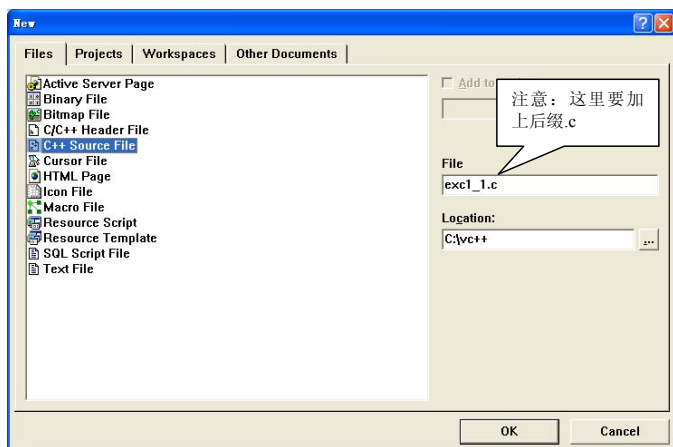 New
Files
Projects
Workspaces
Other Documents
Active Server Page
Binary File
Bitmap File
C/C++ Header File
C++ Source File
Cursor File
HTML Page
Icon File
Macro File
Resource Script
Resource Template
SQL Script File
Text File
Add to
注意：这里要加
上后缀.c
File
exc1_1.c
Location:
C:\vc++
...
OK
Cancel